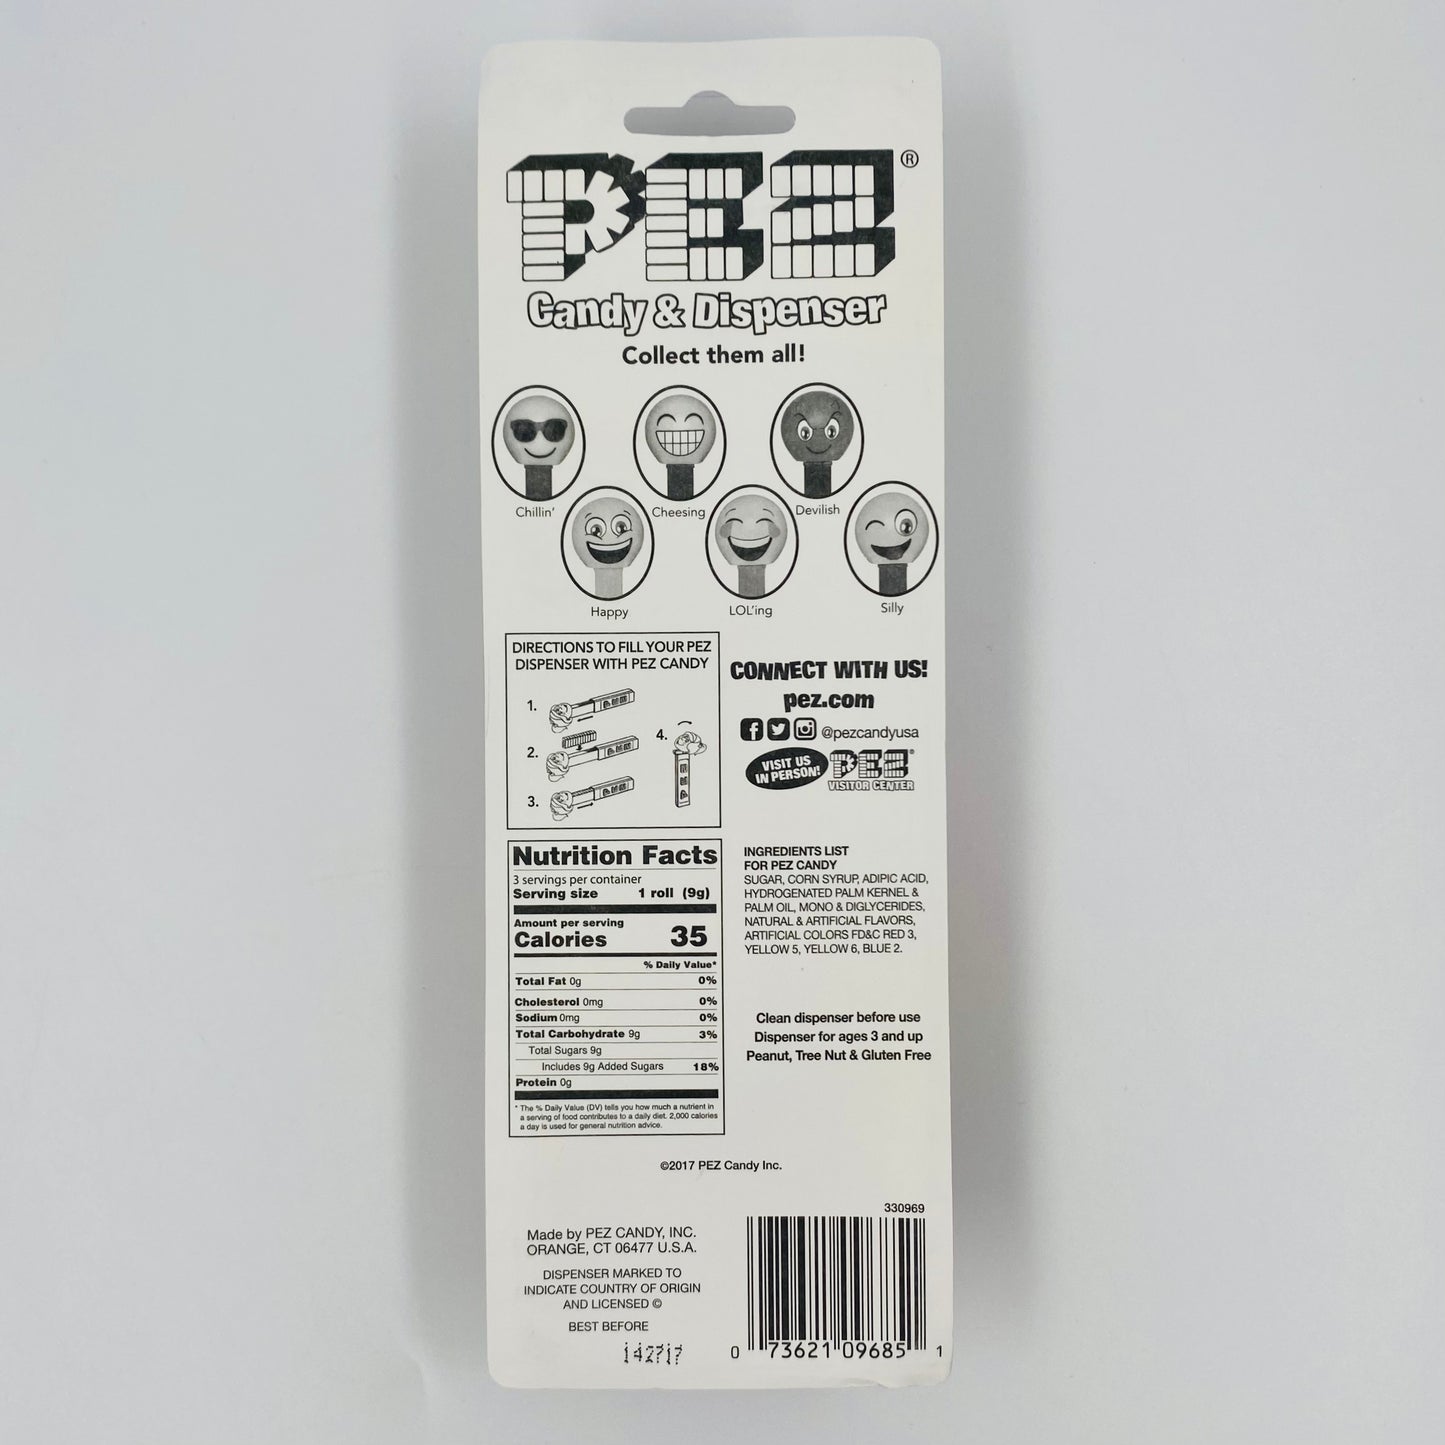 PEZ®
Candy & Dispenser
Collect them all!
Chillin'
Cheesing
Devilish
Happy
LOL'ing
Silly
DIRECTIONS TO FILL YOUR PEZ
DISPENSER WITH PEZ CANDY
1.
2.
3.
4.
CONNECT WITH US!
pez.com
@pezcandyusa
VISIT US
IN PERSON!
PEZ®
VISITOR CENTER
Nutrition Facts
3 servings per container
Serving size 1 roll (9g)
Amount per serving
Calories 35
% Daily Value*
Total Fat 0g 0%
Cholesterol 0mg 0%
Sodium 0mg 0%
Total Carbohydrate 9g 3%
Total Sugars 9g
Includes 9g Added Sugars 18%
Protein 0g
* The % Daily Value (DV) tells you how much a nutrient in
a serving of food contributes to a daily diet. 2,000 calories
a day is used for general nutrition advice.
INGREDIENTS LIST
FOR PEZ CANDY
SUGAR, CORN SYRUP, ADIPIC ACID,
HYDROGENATED PALM KERNEL &
PALM OIL, MONO & DIGLYCERIDES,
NATURAL & ARTIFICIAL FLAVORS,
ARTIFICIAL COLORS FD&C RED 3,
YELLOW 5, YELLOW 6, BLUE 2.
Clean dispenser before use
Dispenser for ages 3 and up
Peanut, Tree Nut & Gluten Free
©2017 PEZ Candy Inc.
Made by PEZ CANDY, INC.
ORANGE, CT 06477 U.S.A.
DISPENSER MARKED TO
INDICATE COUNTRY OF ORIGIN
AND LICENSED ©
BEST BEFORE
330969
0 73621 09685 1